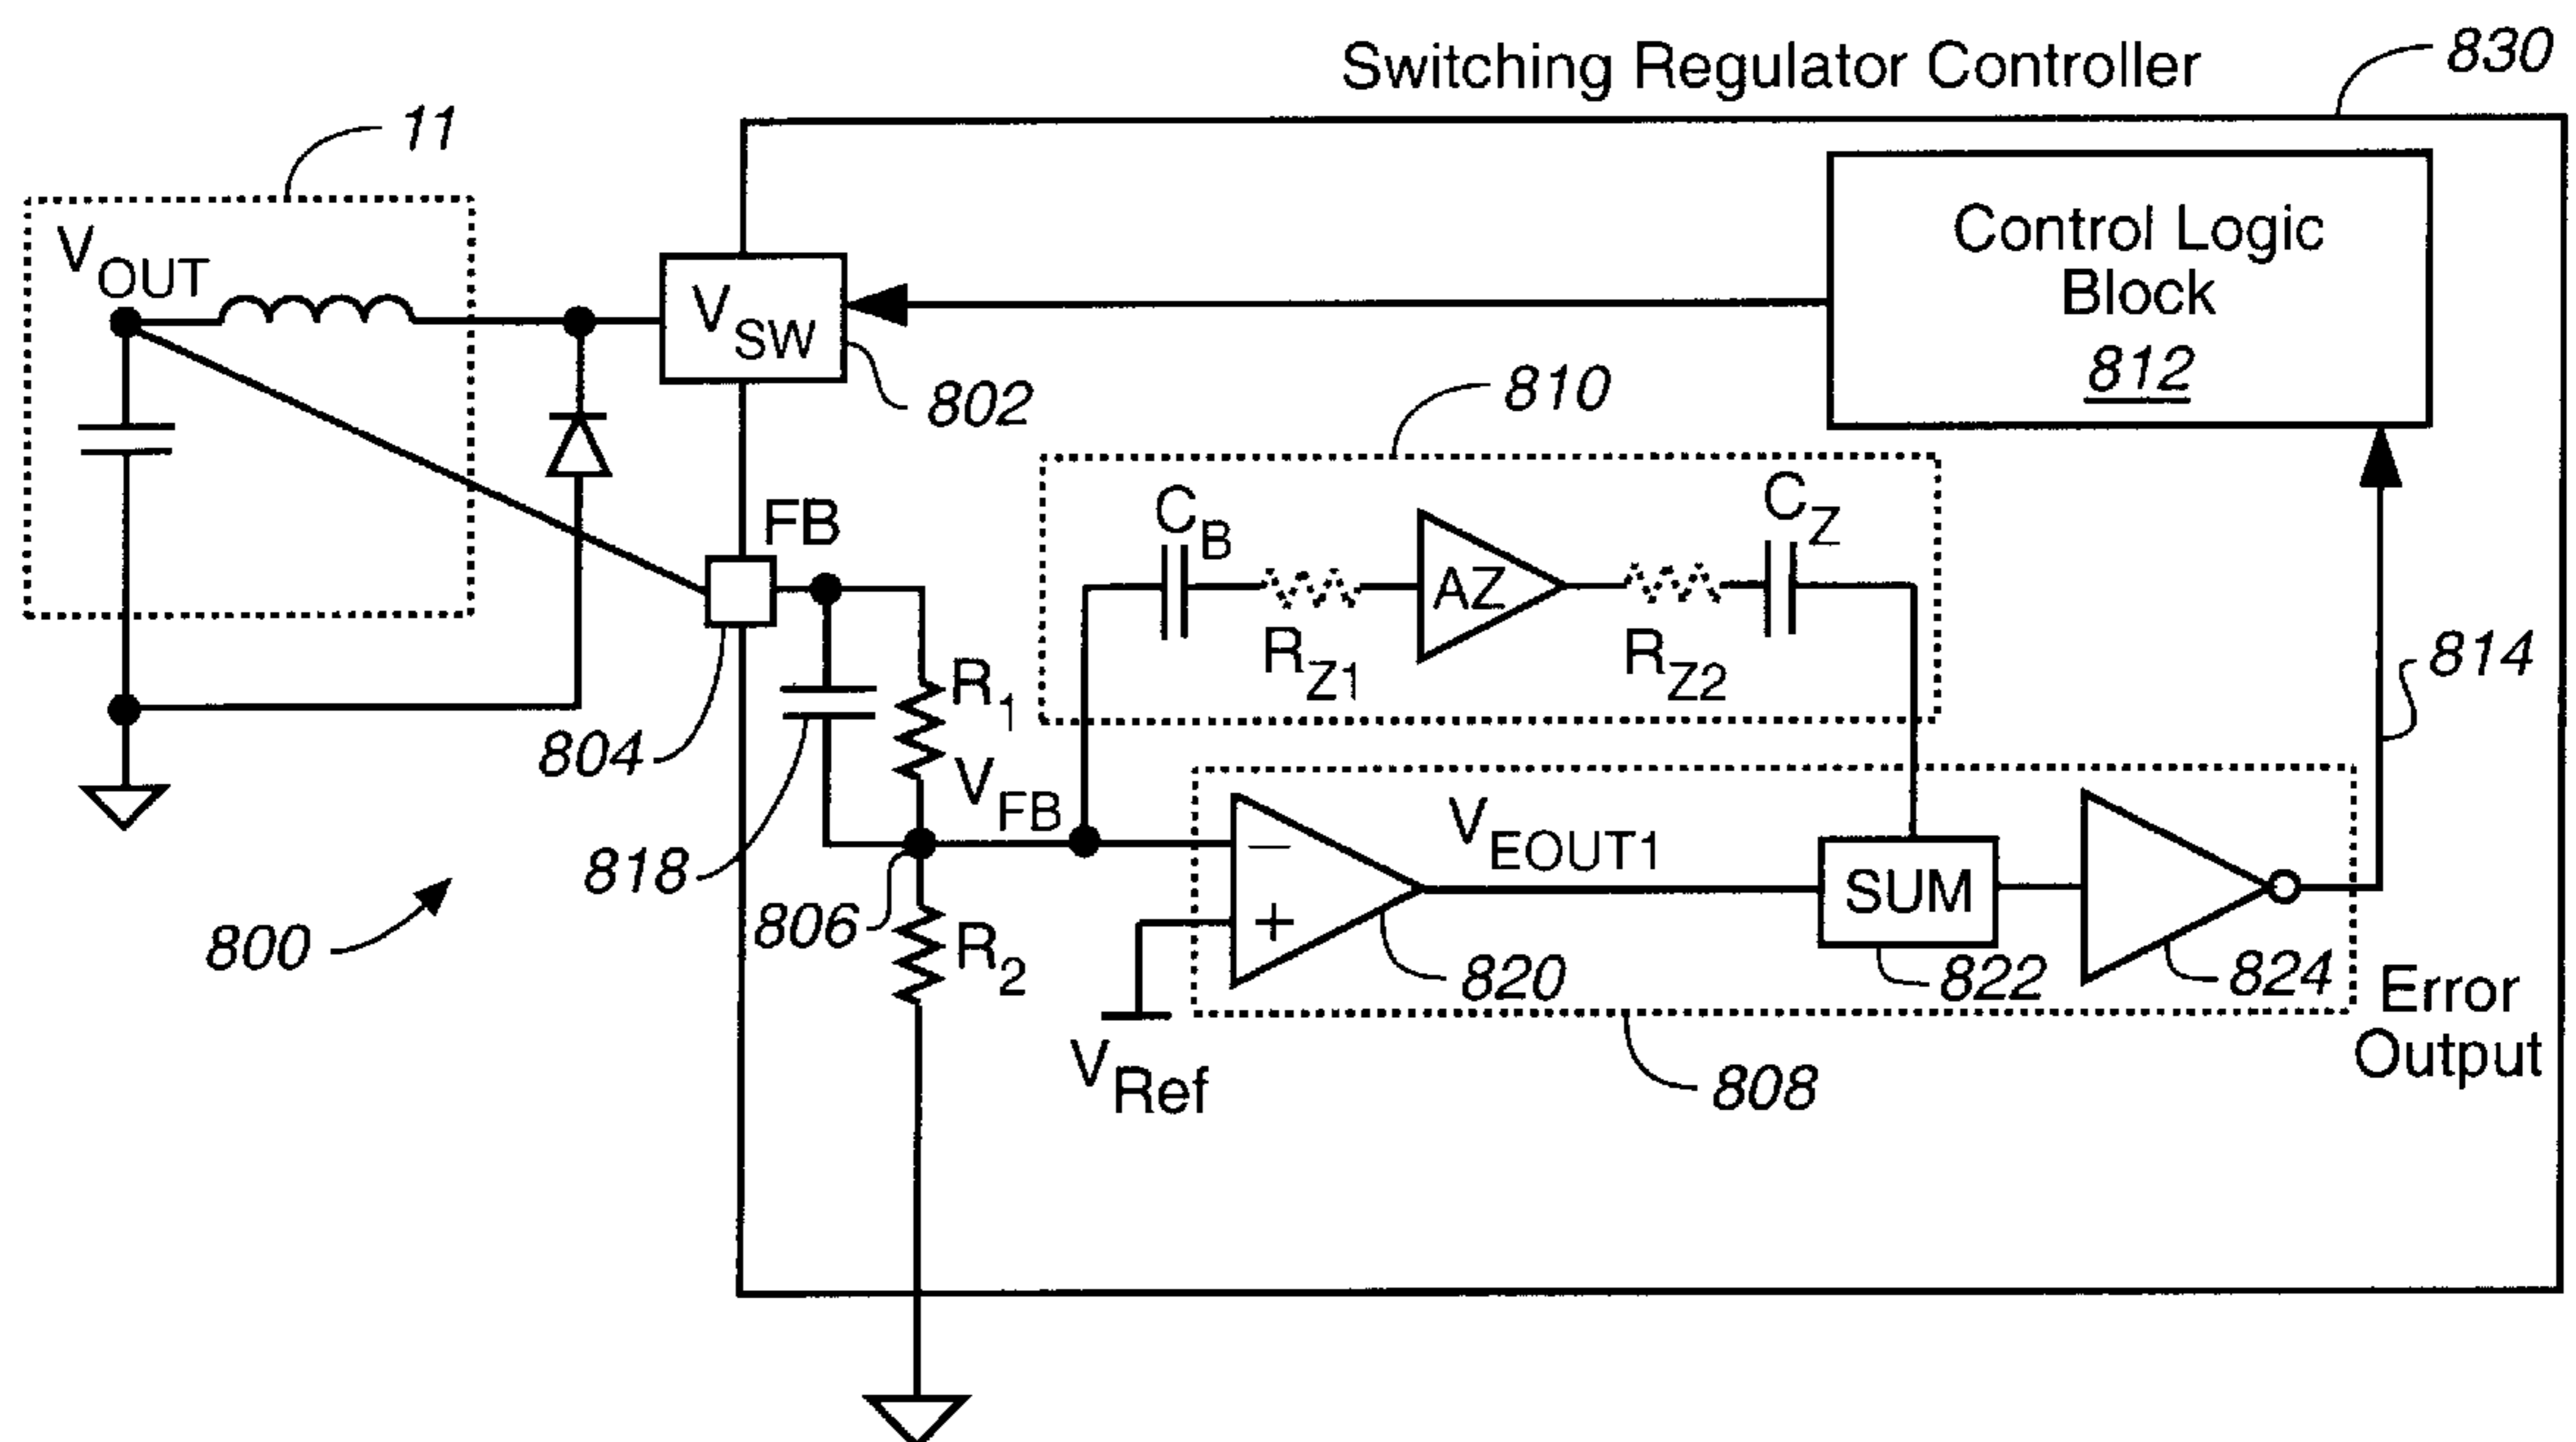 Switching Regulator Controller
830
11
VOUT
VSW
802
Control Logic
Block
812
810
CB
RZ1
AZ
RZ2
CZ
814
FB
804
R1
818
VFB
806
R2
800
−
+
820
VEOUT1
SUM
822
824
VRef
808
Error
Output